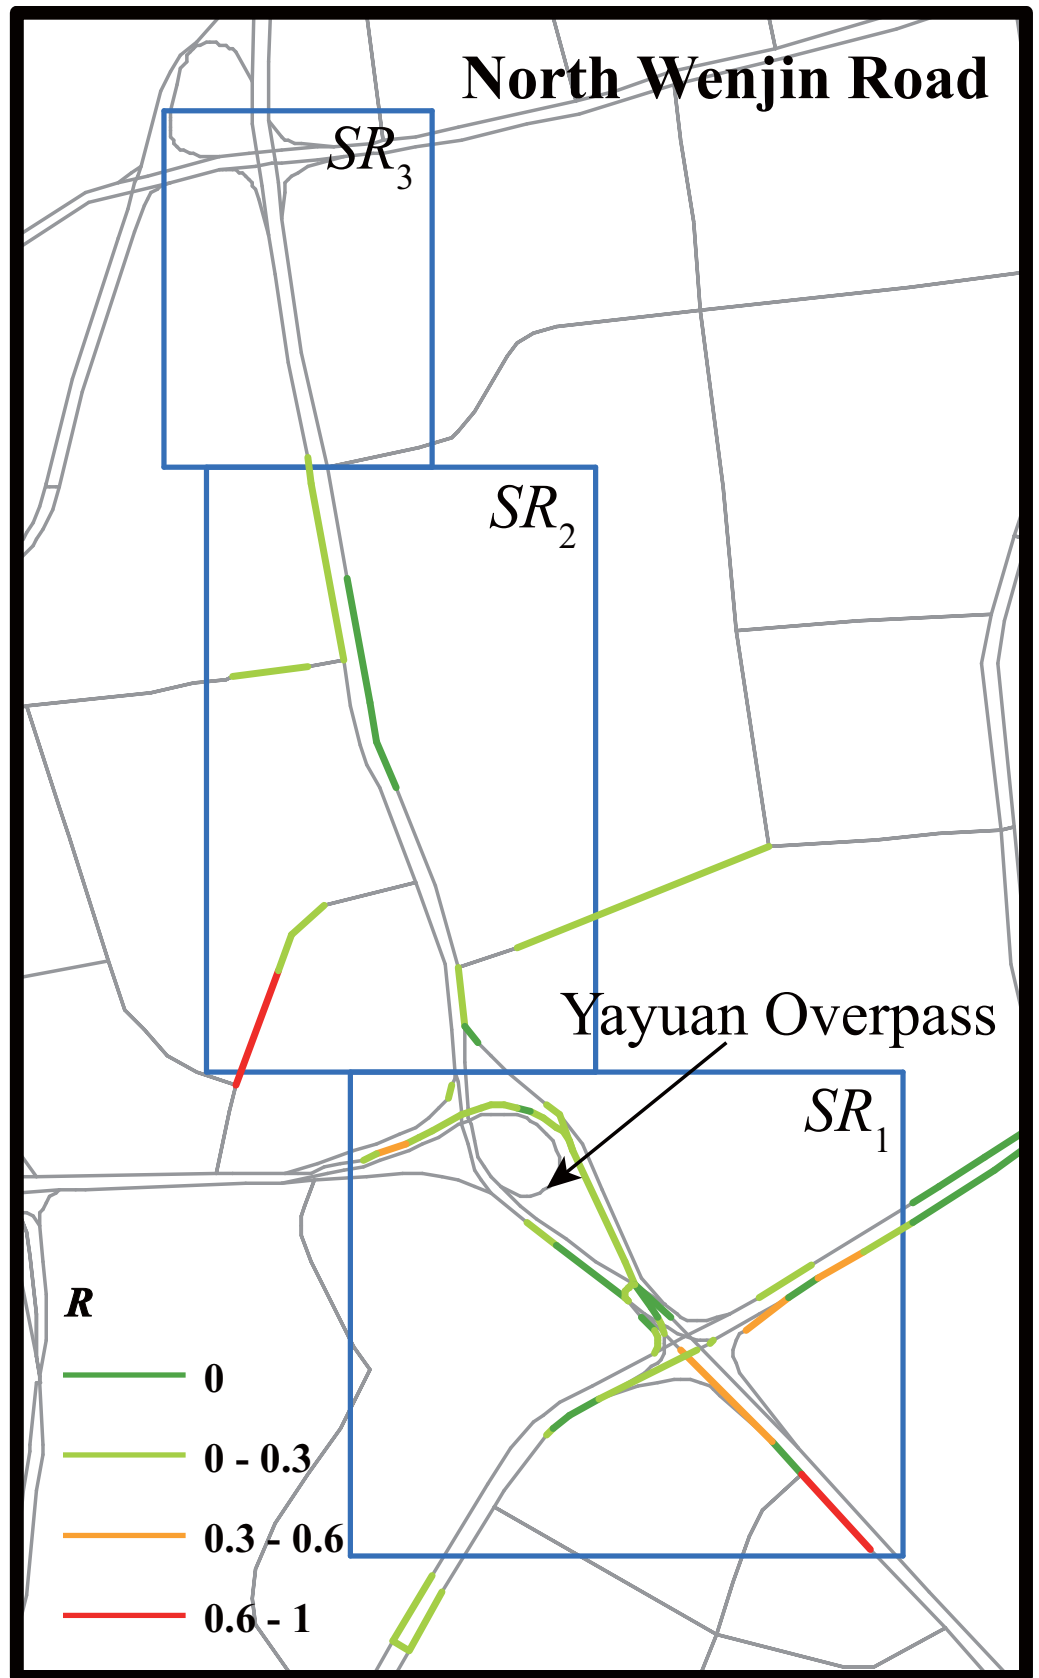 North Wenjin Road
SR3
SR2
Yayuan Overpass
SR1
R
0
0 - 0.3
0.3 - 0.6
0.6 - 1